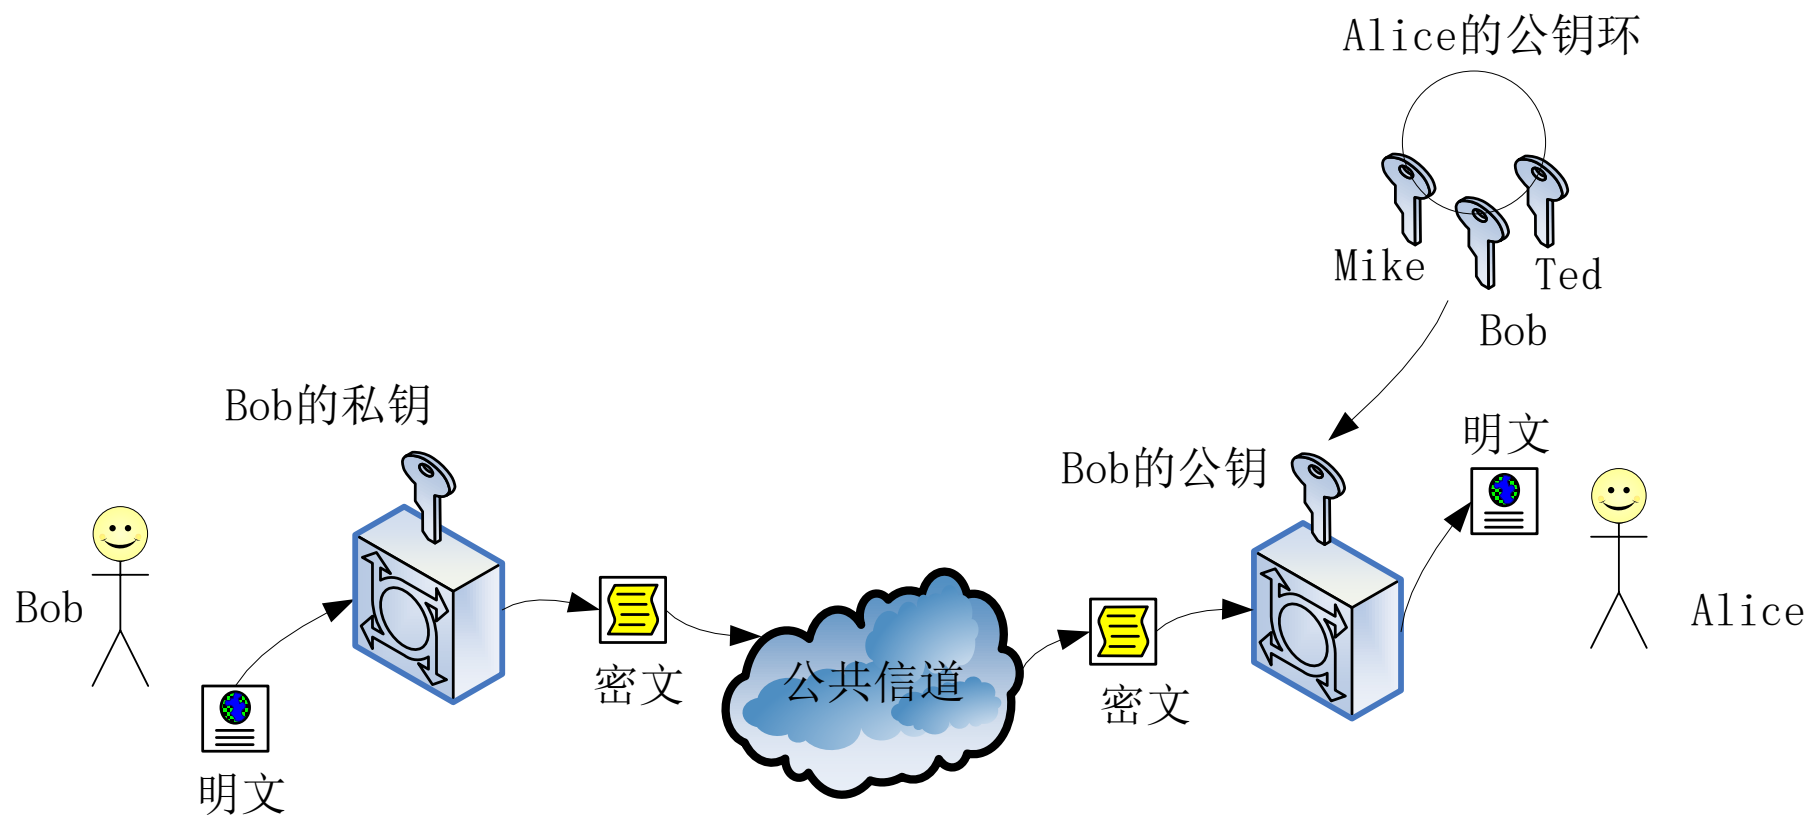 Alice的公钥环
Mike
Ted
Bob
Bob的私钥
Bob的公钥
明文
Bob
Alice
密文
公共信道
密文
明文